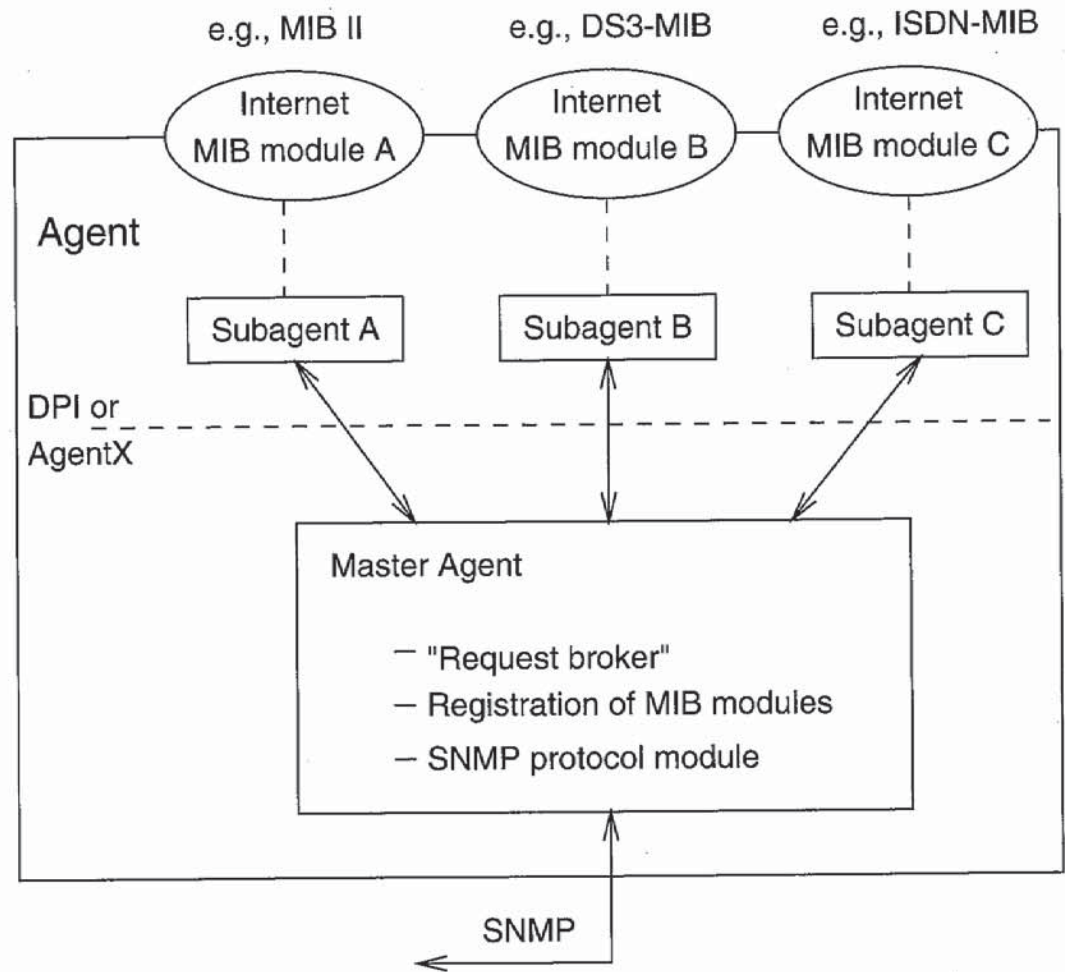 e.g., MIB II
e.g., DS3-MIB
e.g., ISDN-MIB
Internet
MIB module A
Internet
MIB module B
Internet
MIB module C
Agent
Subagent A
Subagent B
Subagent C
DPI or
AgentX
Master Agent
– "Request broker"
– Registration of MIB modules
– SNMP protocol module
SNMP